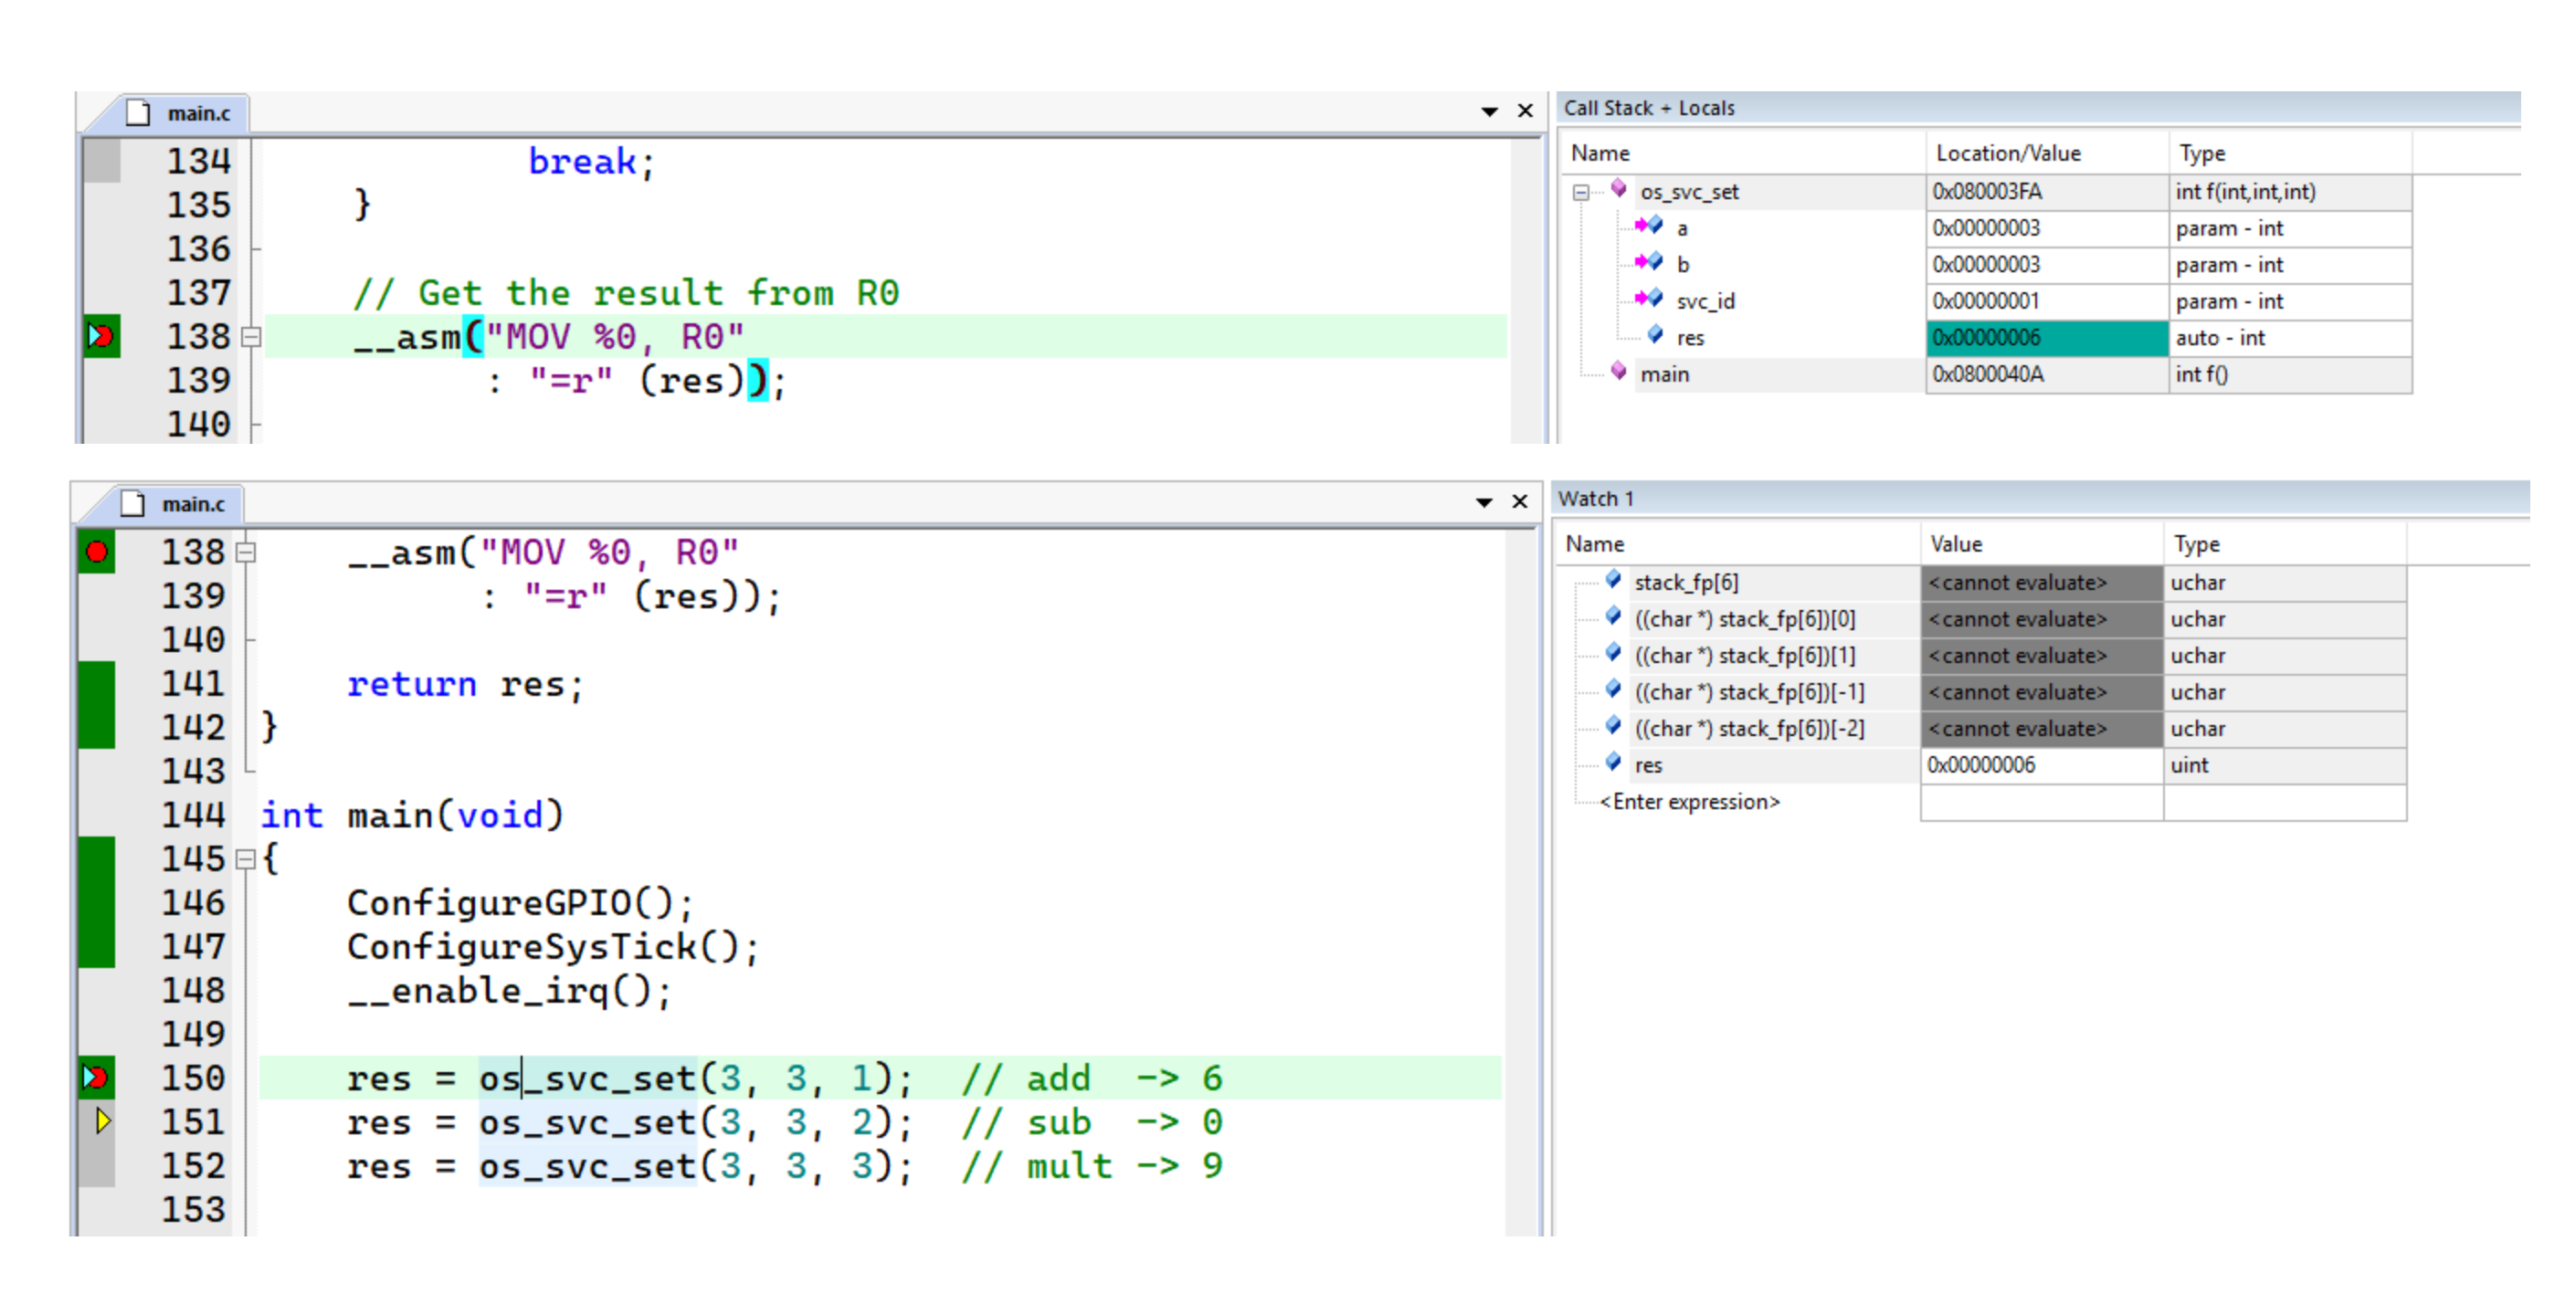 main.c
134 break;
135 }
136
137 // Get the result from R0
138 __asm("MOV %0, R0"
139 : "=r" (res));
140
Call Stack + Locals
Name Location/Value Type
os_svc_set 0x080003FA int f(int,int,int)
a 0x00000003 param - int
b 0x00000003 param - int
svc_id 0x00000001 param - int
res 0x00000006 auto - int
main 0x0800040A int f()
main.c
138 __asm("MOV %0, R0"
139 : "=r" (res));
140
141 return res;
142 }
143
144 int main(void)
145 {
146 ConfigureGPIO();
147 ConfigureSysTick();
148 __enable_irq();
149
150 res = os_svc_set(3, 3, 1); // add -> 6
151 res = os_svc_set(3, 3, 2); // sub -> 0
152 res = os_svc_set(3, 3, 3); // mult -> 9
153
Watch 1
Name Value Type
stack_fp[6] <cannot evaluate> uchar
((char *) stack_fp[6])[0] <cannot evaluate> uchar
((char *) stack_fp[6])[1] <cannot evaluate> uchar
((char *) stack_fp[6])[-1] <cannot evaluate> uchar
((char *) stack_fp[6])[-2] <cannot evaluate> uchar
res 0x00000006 uint
<Enter expression>